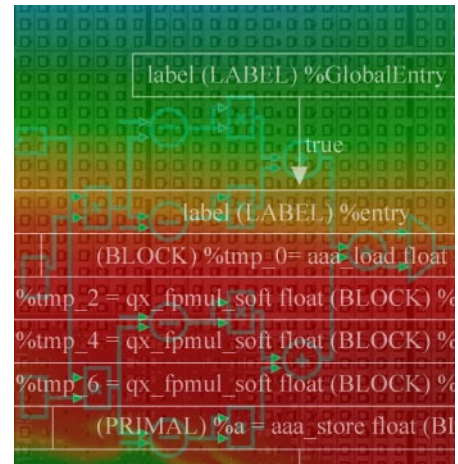 label (LABEL) %GlobalEntry
true
label (LABEL) %entry
(BLOCK) %tmp_0= aaa_load float
%tmp_2 = qx_fpmul_soft float (BLOCK) %
%tmp_4 = qx_fpmul_soft float (BLOCK) %
%tmp_6 = qx_fpmul_soft float (BLOCK) %
(PRIMAL) %a = aaa_store float (BL